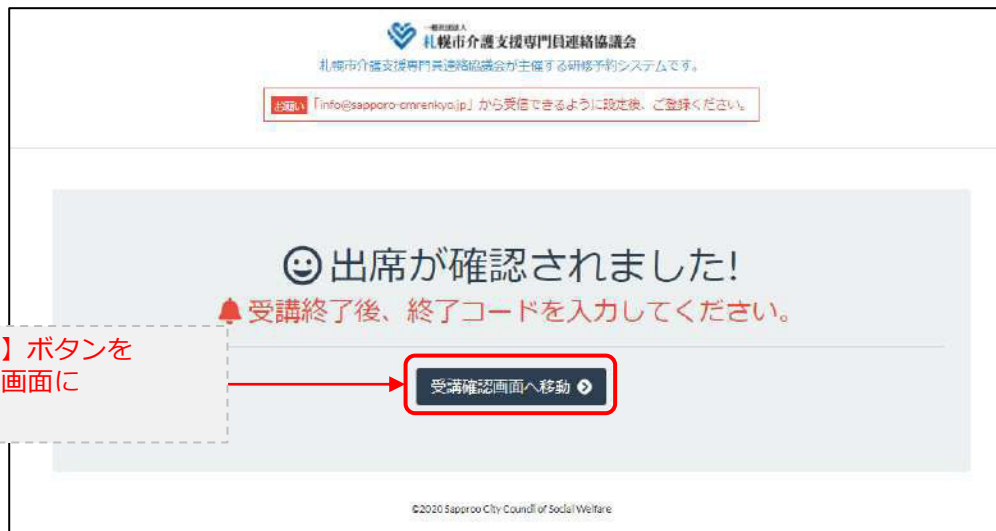 一般社団法人
札幌市介護支援専門員連絡協議会
札幌市介護支援専門員連絡協議会が主催する研修予約システムです。
お願い 「info@sapporo-cmrenkyo.jp」から受信できるように設定後、ご登録ください。
出席が確認されました!
受講終了後、終了コードを入力してください。
】ボタンを
画面に
受講確認画面へ移動
©2020 Sapproo City Council of Social Welfare